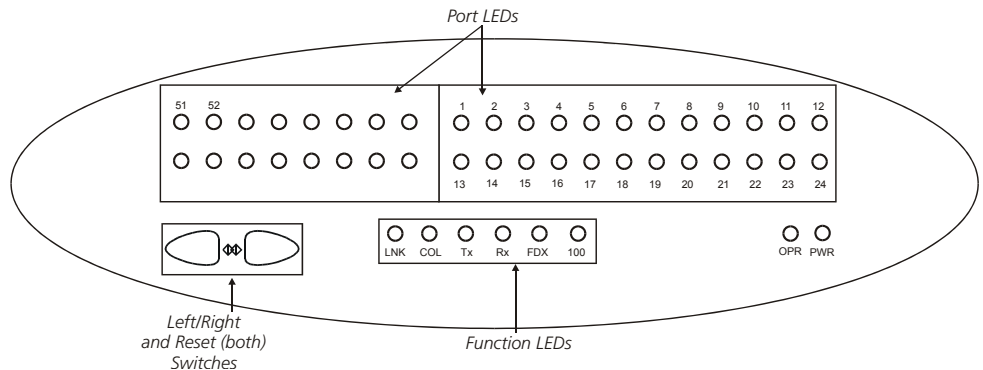 Port LEDs
51 52
1 2 3 4 5 6 7 8 9 10 11 12
13 14 15 16 17 18 19 20 21 22 23 24
LNK COL Tx Rx FDX 100
OPR PWR
Left/Right
and Reset (both)
Switches
Function LEDs